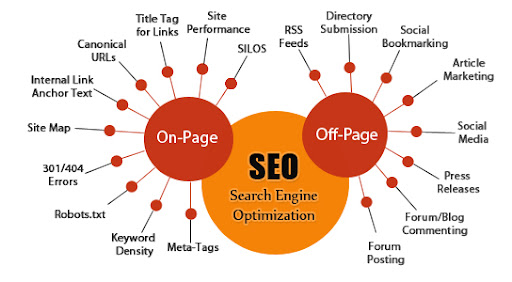 Title Tag
for Links
Site
Performance
SILOS
Canonical
URLs
Internal Link
Anchor Text
Site Map
301/404
Errors
Robots.txt
Keyword
Density
Meta-Tags
On-Page
SEO
Search Engine
Optimization
Off-Page
RSS
Feeds
Directory
Submission
Social
Bookmarking
Article
Marketing
Social
Media
Press
Releases
Forum/Blog
Commenting
Forum
Posting